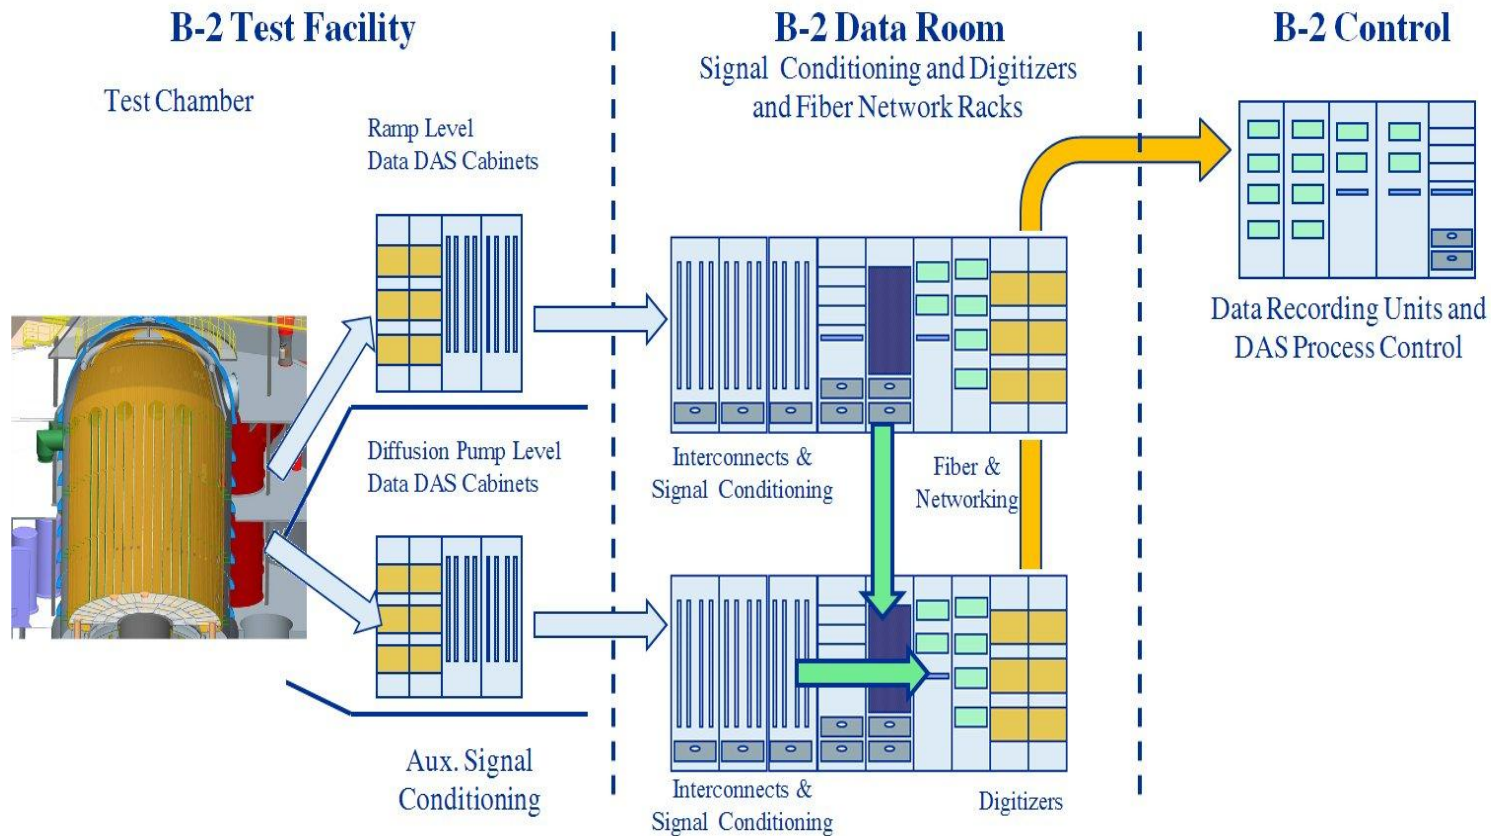 B-2 Test Facility
Test Chamber
Ramp Level
Data DAS Cabinets
Diffusion Pump Level
Data DAS Cabinets
Aux. Signal
Conditioning
B-2 Data Room
Signal Conditioning and Digitizers
and Fiber Network Racks
Interconnects &
Signal Conditioning
Fiber &
Networking
Interconnects &
Signal Conditioning
Digitizers
B-2 Control
Data Recording Units and
DAS Process Control